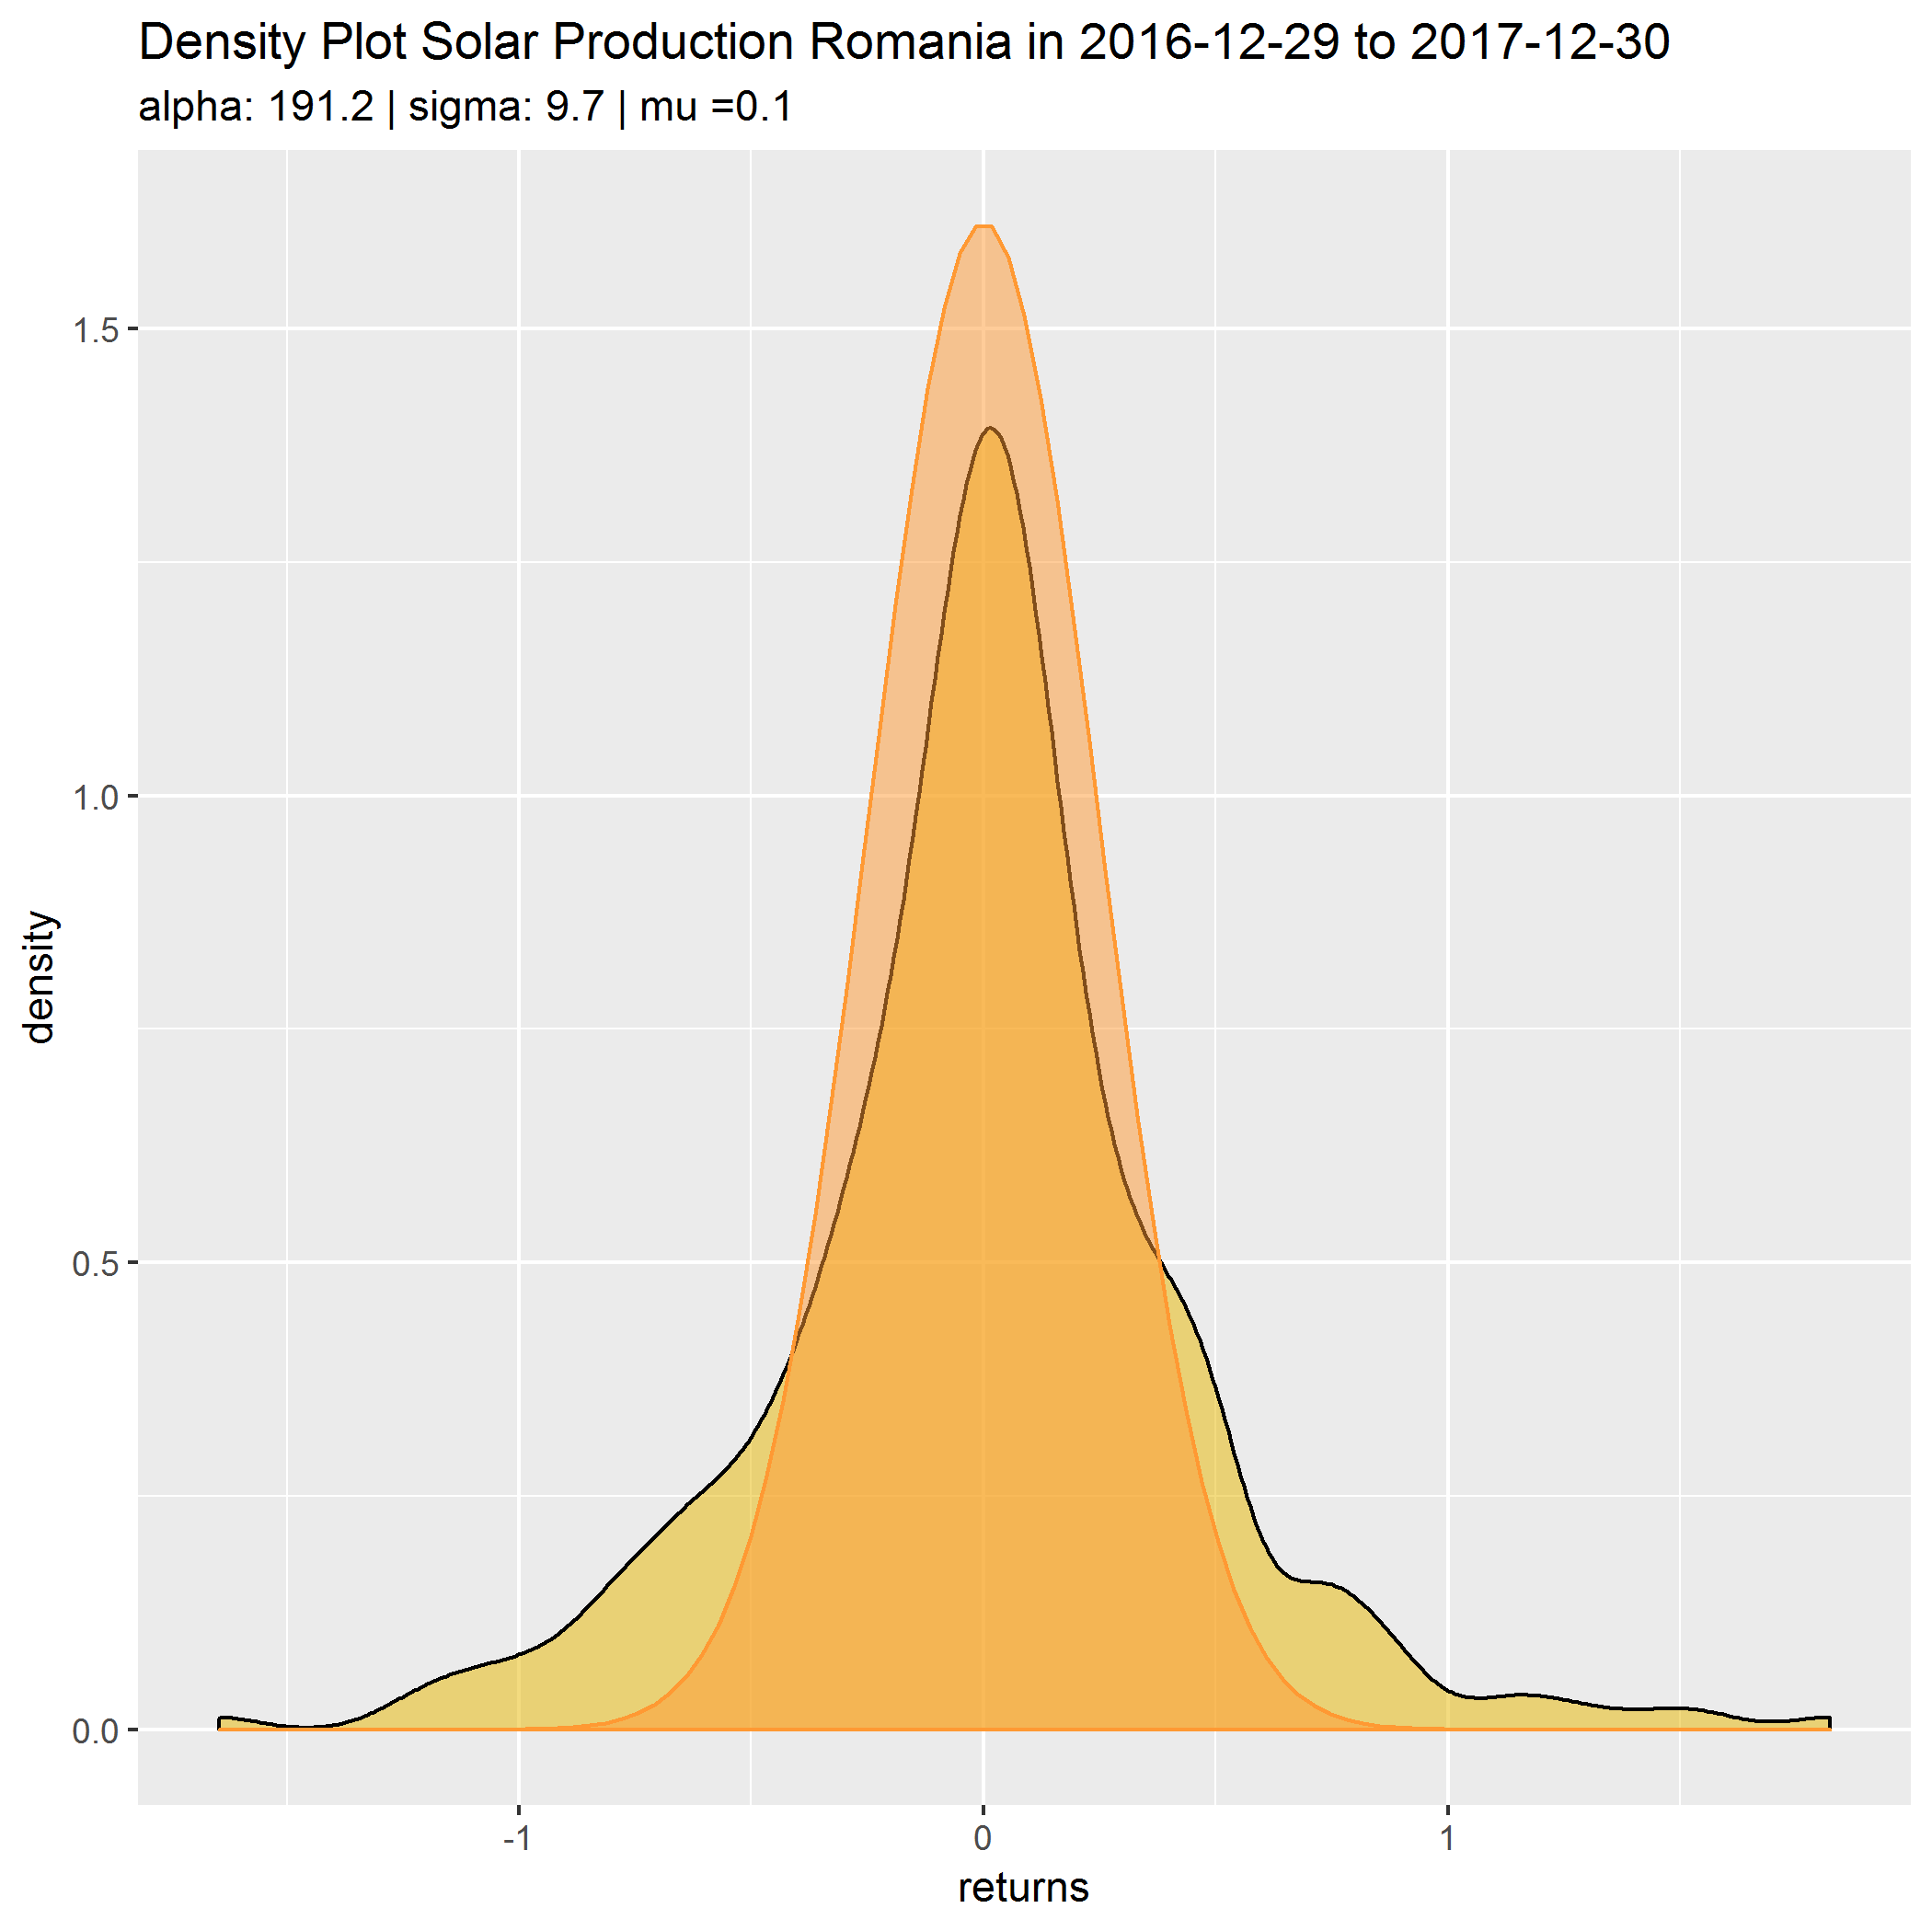 Density Plot Solar Production Romania in 2016-12-29 to 2017-12-30
alpha: 191.2 | sigma: 9.7 | mu =0.1
1.5
1.0
0.5
0.0
density
-1 0 1
returns